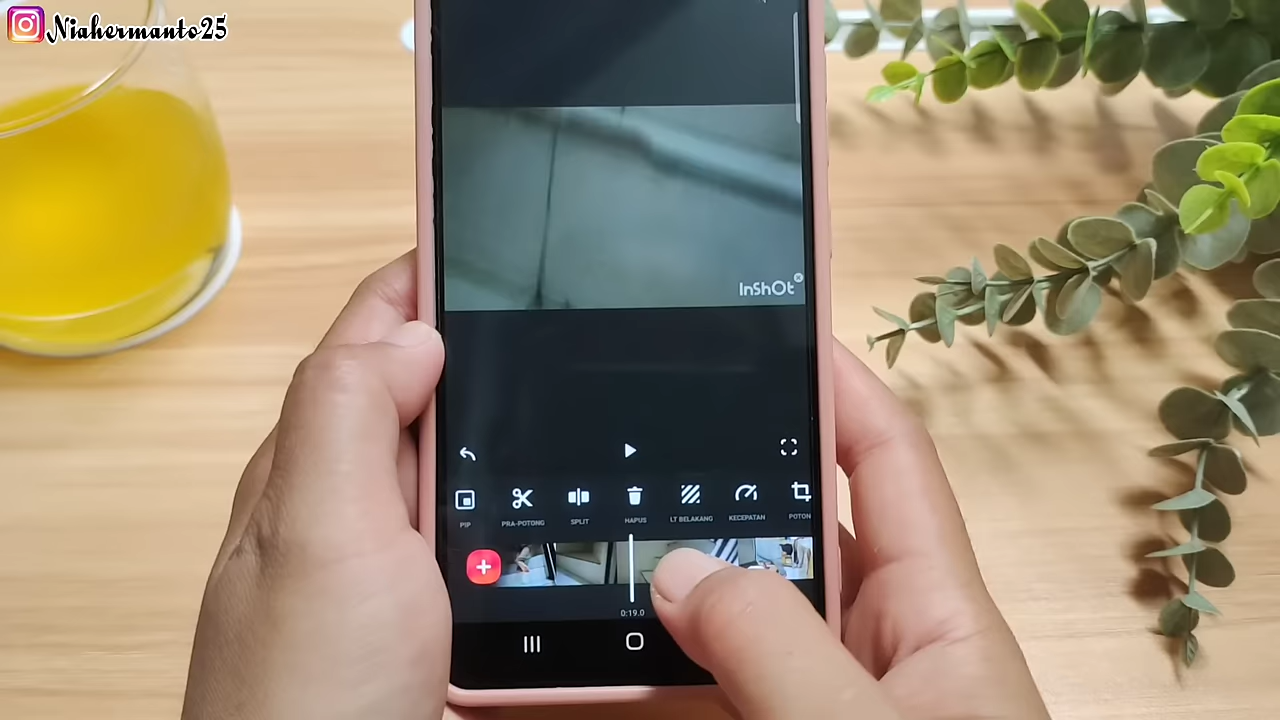 Niahermanto25
InShOt
PIP
PRA-POTONG
SPLIT
HAPUS
LT BELAKANG
KECEPATAN
POTON
0:19.0